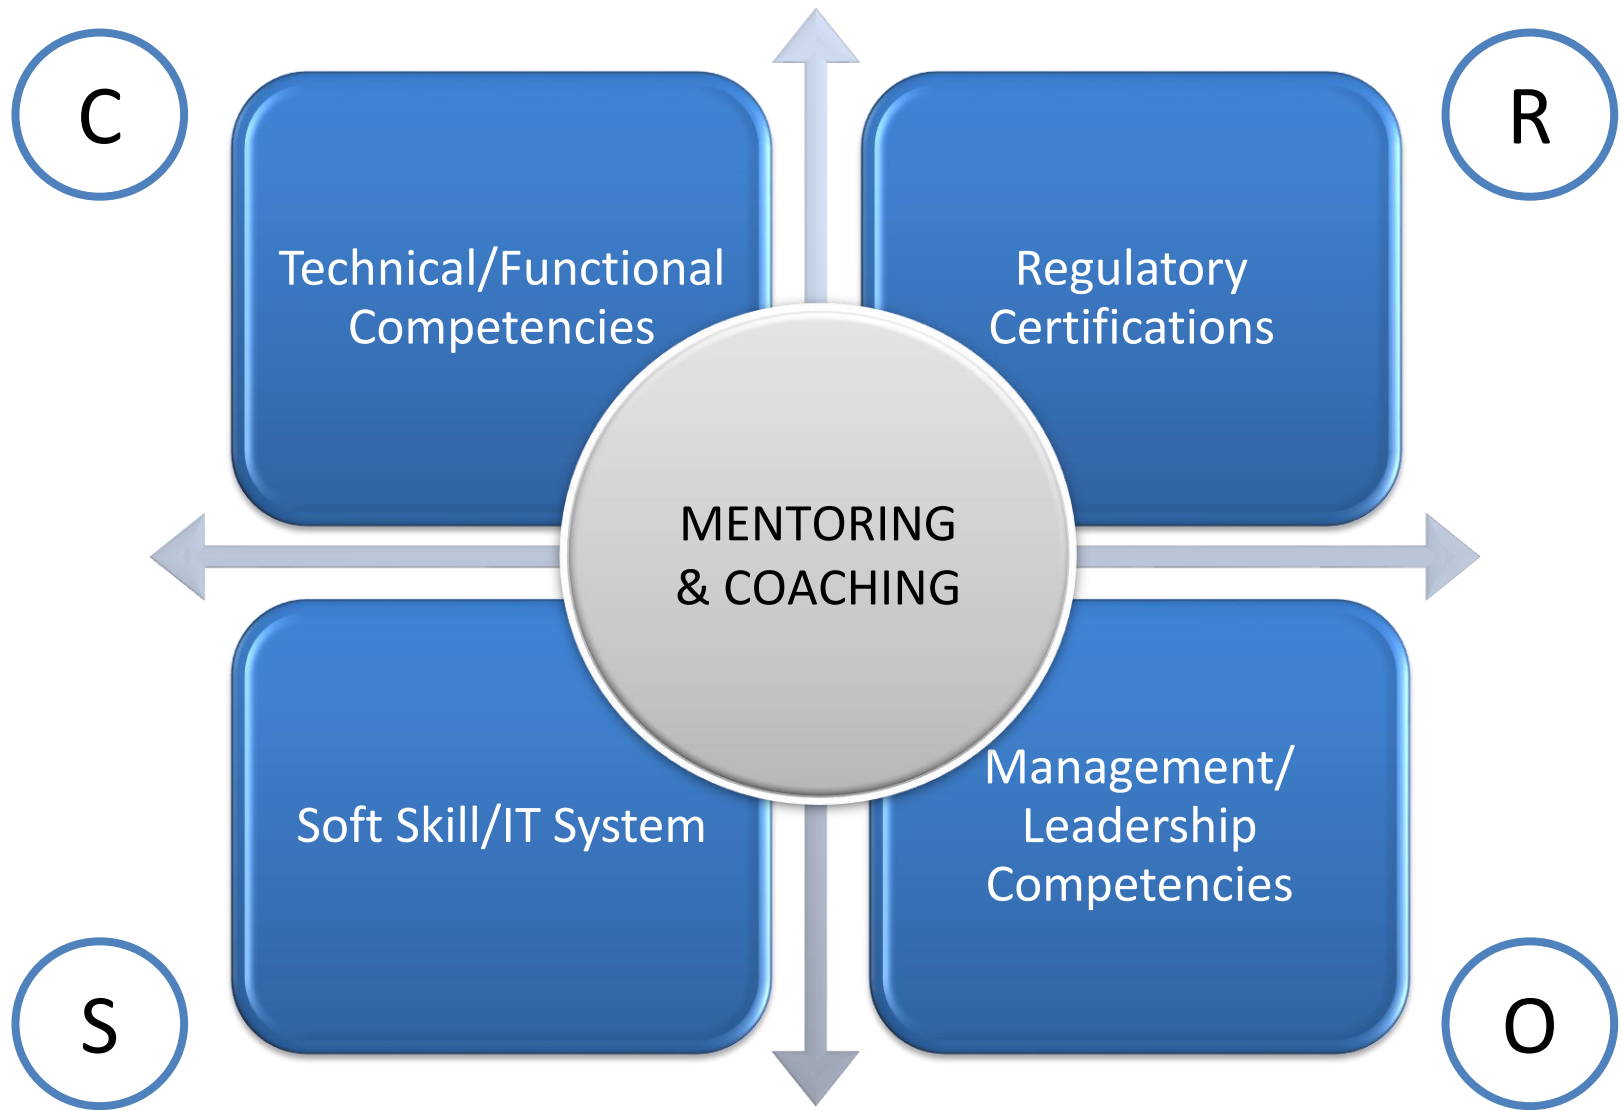 C
R
Technical/Functional
Competencies
Regulatory
Certifications
MENTORING
& COACHING
Soft Skill/IT System
Management/
Leadership
Competencies
S
O